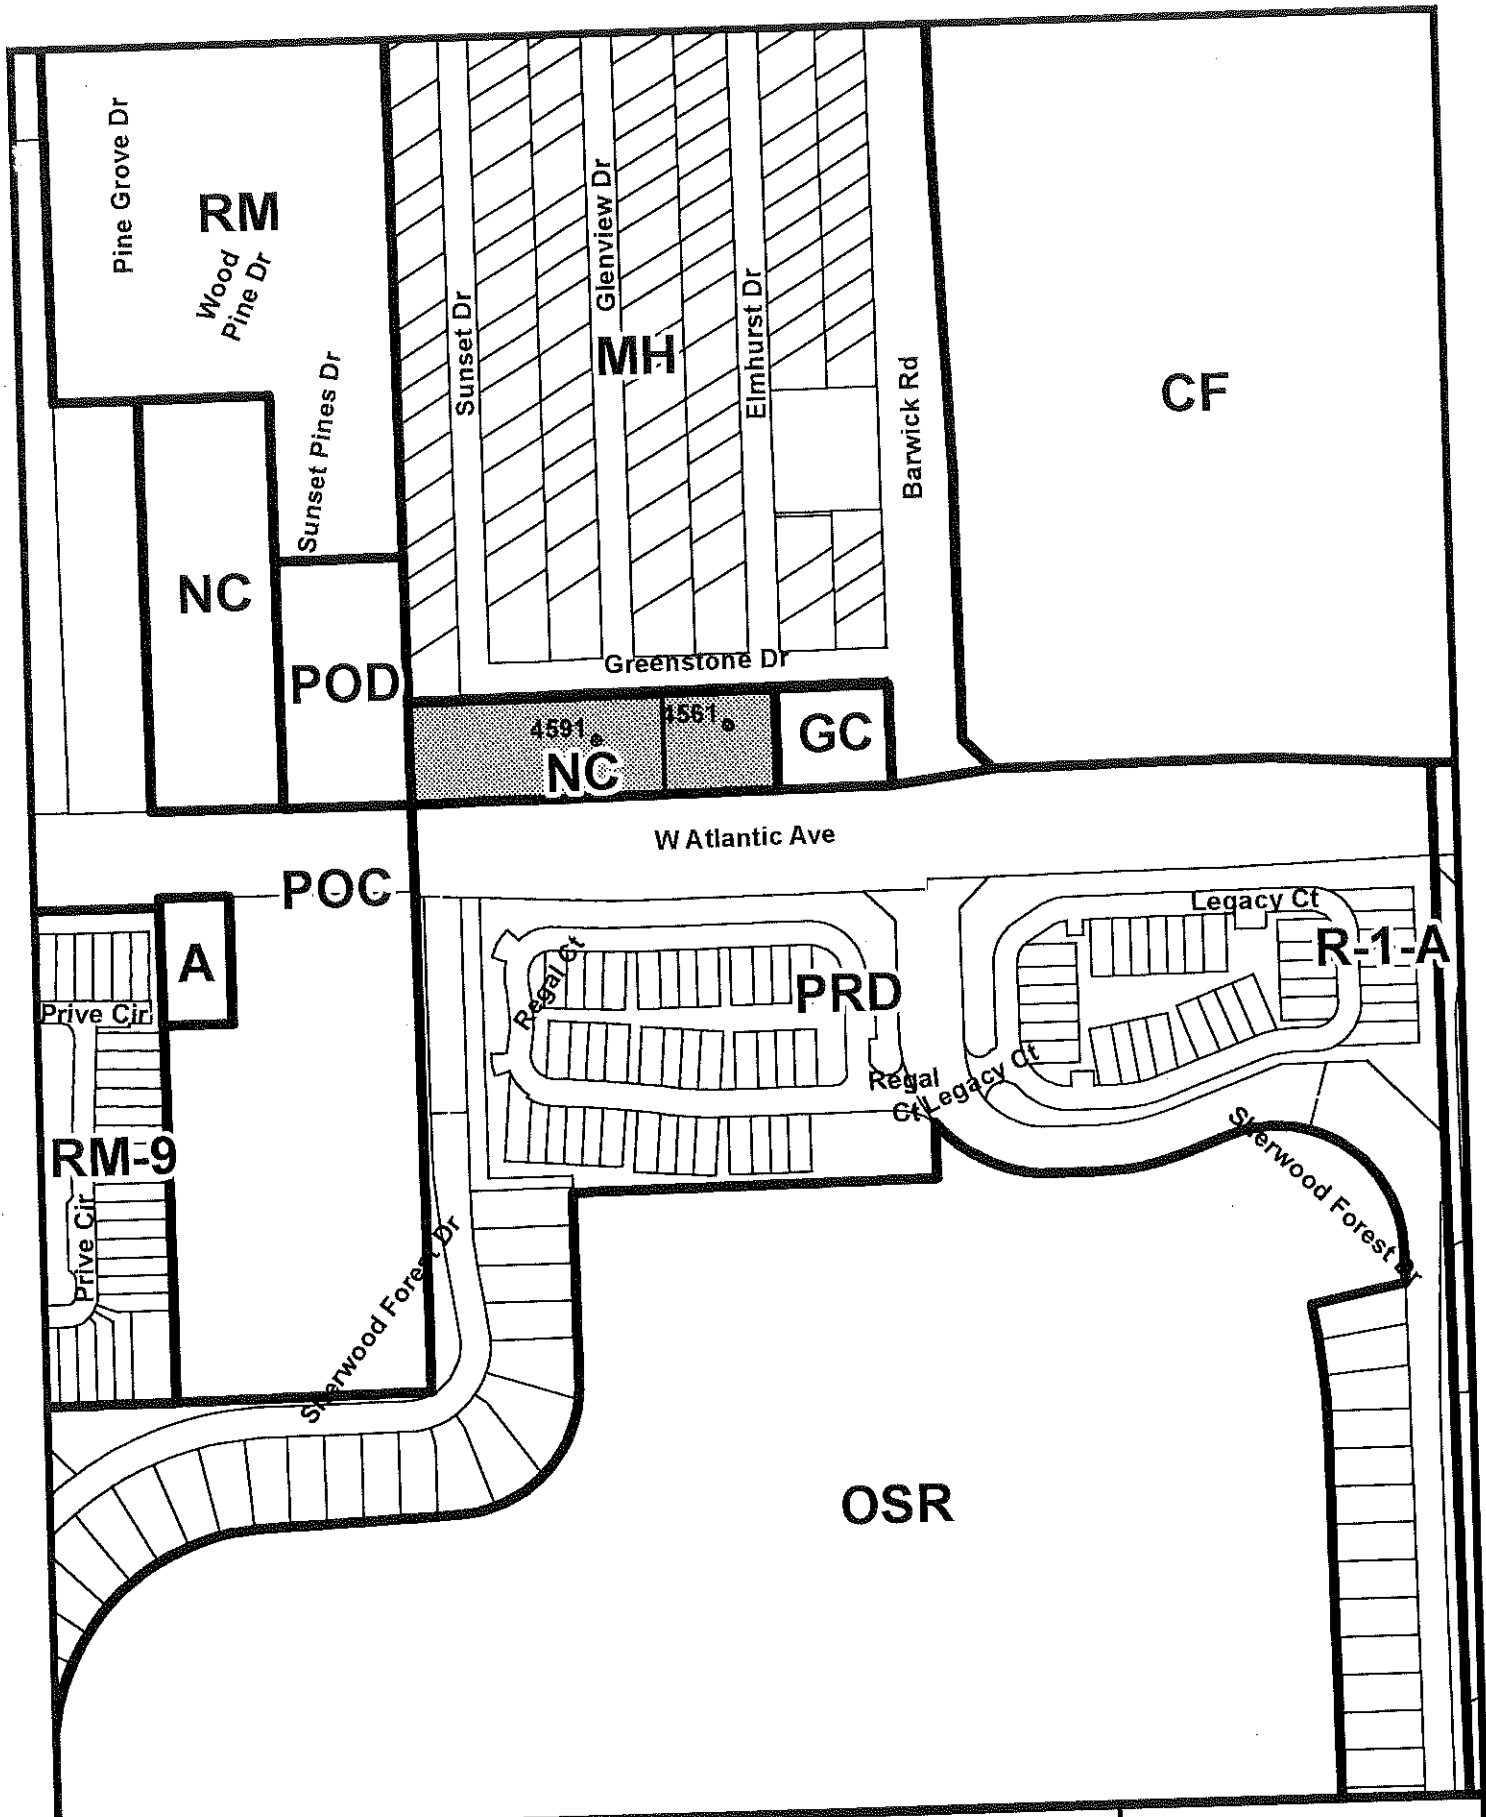 Pine Grove Dr
RM
Wood
Pine Dr
Sunset Pines Dr
Sunset Dr
Glenview Dr
MH
Elmhurst Dr
Barwick Rd
CF
NC
POD
Greenstone Dr
4591
4561
NC
GC
W Atlantic Ave
POC
A
Prive Cir
RM-9
Prive Cir
Regal Ct
PRD
Regal
Ct
Legacy Ct
Legacy Ct
R-1-A
Sherwood Forest Dr
Sherwood Forest Dr
OSR